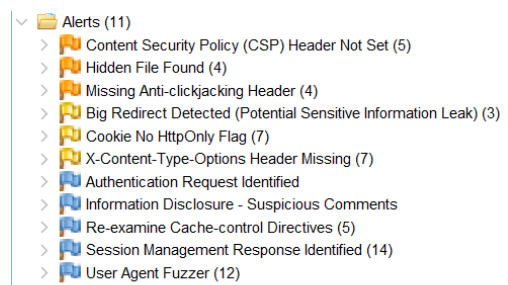 Alerts (11)
Content Security Policy (CSP) Header Not Set (5)
Hidden File Found (4)
Missing Anti-clickjacking Header (4)
Big Redirect Detected (Potential Sensitive Information Leak) (3)
Cookie No HttpOnly Flag (7)
X-Content-Type-Options Header Missing (7)
Authentication Request Identified
Information Disclosure - Suspicious Comments
Re-examine Cache-control Directives (5)
Session Management Response Identified (14)
User Agent Fuzzer (12)